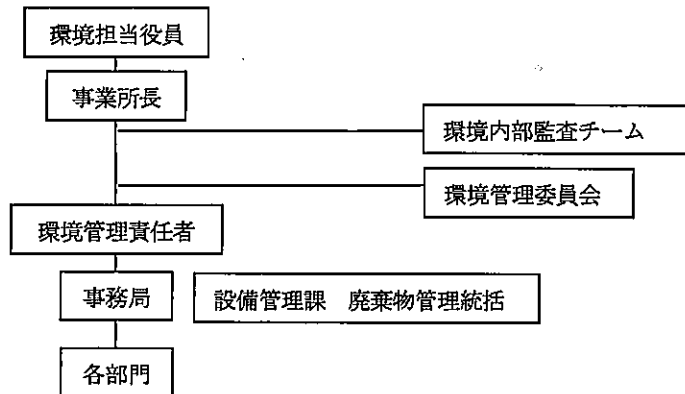 環境担当役員
事業所長
環境内部監査チーム
環境管理委員会
環境管理責任者
事務局
設備管理課　廃棄物管理統括
各部門